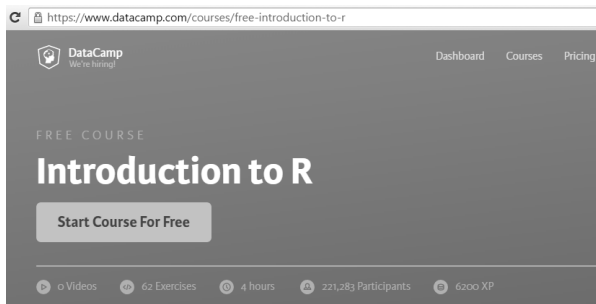 https://www.datacamp.com/courses/free-introduction-to-r
DataCamp
We're hiring!
Dashboard Courses Pricing
FREE COURSE
Introduction to R
Start Course For Free
0 Videos 62 Exercises 4 hours 221,283 Participants 6200 XP